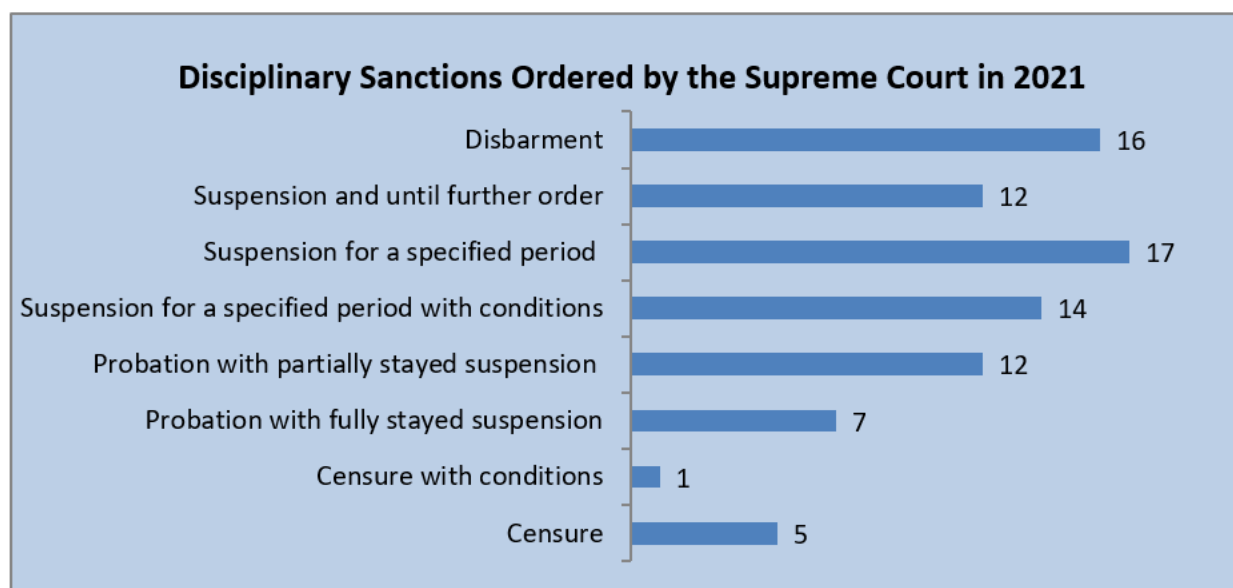 Disciplinary Sanctions Ordered by the Supreme Court in 2021
Disbarment 16
Suspension and until further order 12
Suspension for a specified period 17
Suspension for a specified period with conditions 14
Probation with partially stayed suspension 12
Probation with fully stayed suspension 7
Censure with conditions 1
Censure 5